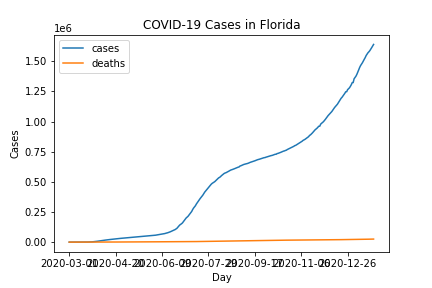 COVID-19 Cases in Florida
1e6
cases
deaths
1.50
1.25
1.00
0.75
0.50
0.25
0.00
Cases
2020-03-01 2020-04-20 2020-06-09 2020-07-29 2020-09-17 2020-11-06 2020-12-26
Day